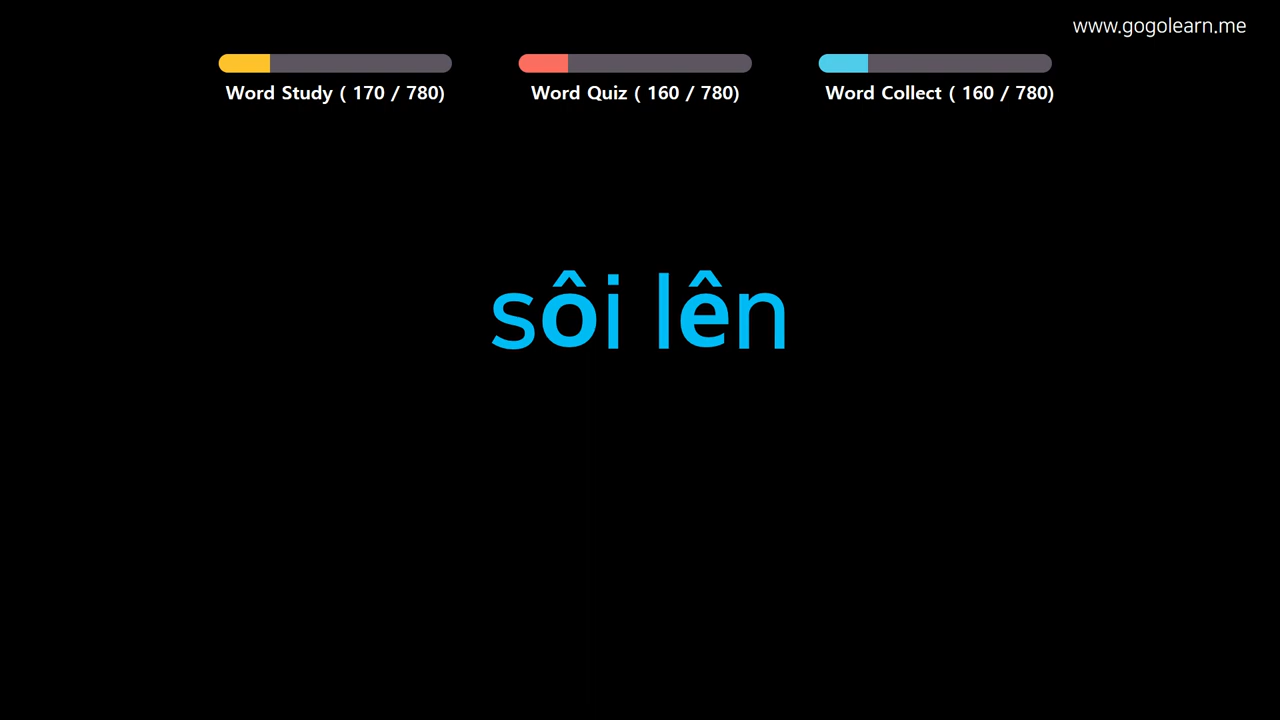 www.gogolearn.me
Word Study ( 170 / 780)
Word Quiz ( 160 / 780)
Word Collect ( 160 / 780)
sôi lên